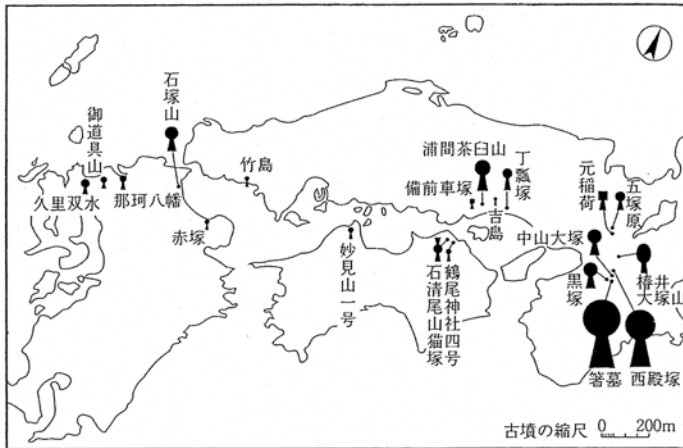 石塚山
御道具山
久里双水
那珂八幡
竹島
赤塚
浦間茶臼山
丁瓢塚
備前車塚
吉島
妙見山一号
石清尾山猫塚
鶴尾神社四号
元稲荷
五塚原
中山大塚
黒塚
椿井大塚山
箸墓
西殿塚
古墳の縮尺 0 200m